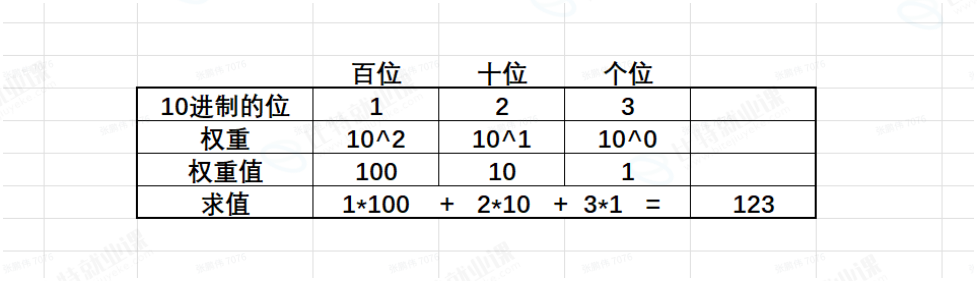 百位 十位 个位
10进制的位 1 2 3
权重 10^2 10^1 10^0
权重值 100 10 1
求值 1*100 + 2*10 + 3*1 = 123